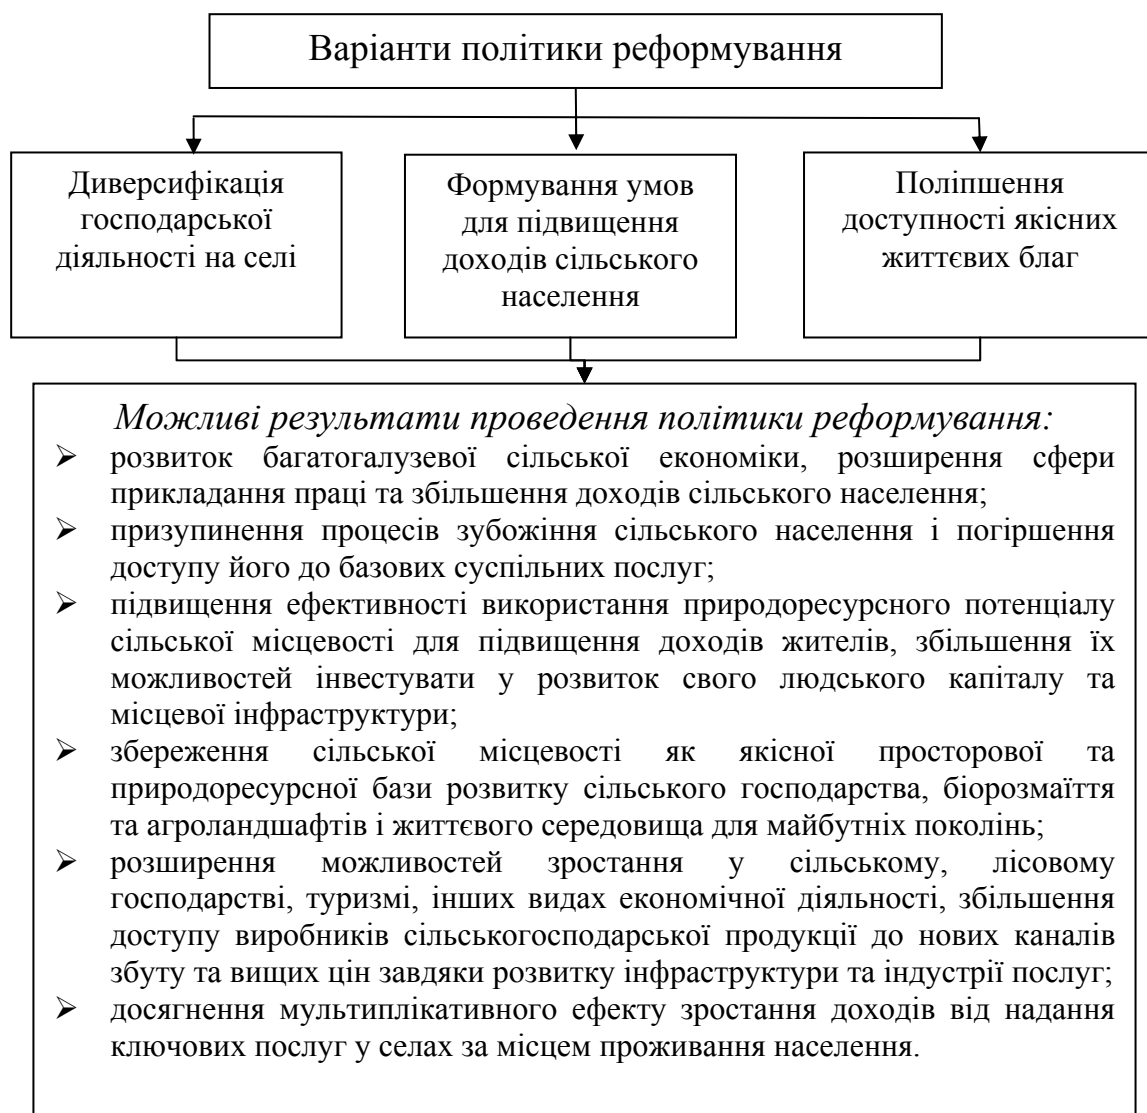 Варіанти політики реформування
Диверсифікація
господарської
діяльності на селі
Формування умов
для підвищення
доходів сільського
населення
Поліпшення
доступності якісних
життєвих благ
Можливі результати проведення політики реформування:
➢ розвиток багатогалузевої сільської економіки, розширення сфери
прикладання праці та збільшення доходів сільського населення;
➢ призупинення процесів зубожіння сільського населення і погіршення
доступу його до базових суспільних послуг;
➢ підвищення ефективності використання природоресурсного потенціалу
сільської місцевості для підвищення доходів жителів, збільшення їх
можливостей інвестувати у розвиток свого людського капіталу та
місцевої інфраструктури;
➢ збереження сільської місцевості як якісної просторової та
природоресурсної бази розвитку сільського господарства, біорозмаїття
та агроландшафтів і життєвого середовища для майбутніх поколінь;
➢ розширення можливостей зростання у сільському, лісовому
господарстві, туризмі, інших видах економічної діяльності, збільшення
доступу виробників сільськогосподарської продукції до нових каналів
збуту та вищих цін завдяки розвитку інфраструктури та індустрії послуг;
➢ досягнення мультиплікативного ефекту зростання доходів від надання
ключових послуг у селах за місцем проживання населення.